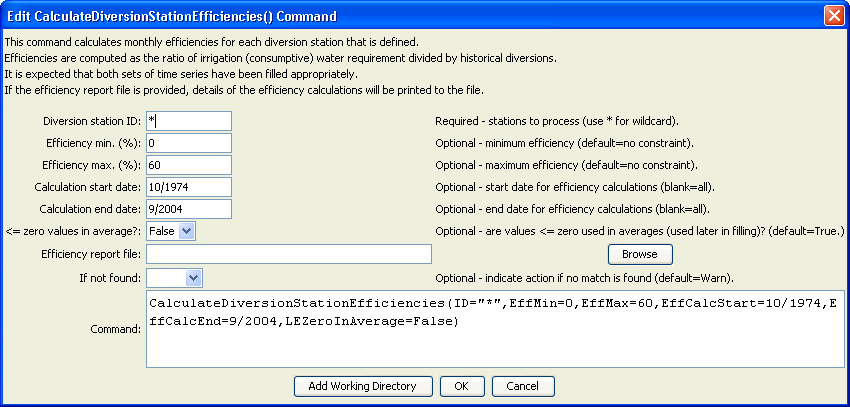 Edit CalculateDiversionStationEfficiencies() Command
This command calculates monthly efficiencies for each diversion station that is defined.
Efficiencies are computed as the ratio of irrigation (consumptive) water requirement divided by historical diversions.
It is expected that both sets of time series have been filled appropriately.
If the efficiency report file is provided, details of the efficiency calculations will be printed to the file.
Diversion station ID: * Required - stations to process (use * for wildcard).
Efficiency min. (%): 0 Optional - minimum efficiency (default=no constraint).
Efficiency max. (%): 60 Optional - maximum efficiency (default=no constraint).
Calculation start date: 10/1974 Optional - start date for efficiency calculations (blank=all).
Calculation end date: 9/2004 Optional - end date for efficiency calculations (blank=all).
<= zero values in average?: False Optional - are values <= zero used in averages (used later in filling)? (default=True.)
Efficiency report file: Browse
If not found: Optional - indicate action if no match is found (default=Warn).
Command: CalculateDiversionStationEfficiencies(ID="*",EffMin=0,EffMax=60,EffCalcStart=10/1974,E
ffCalcEnd=9/2004,LEZeroInAverage=False)
Add Working Directory OK Cancel